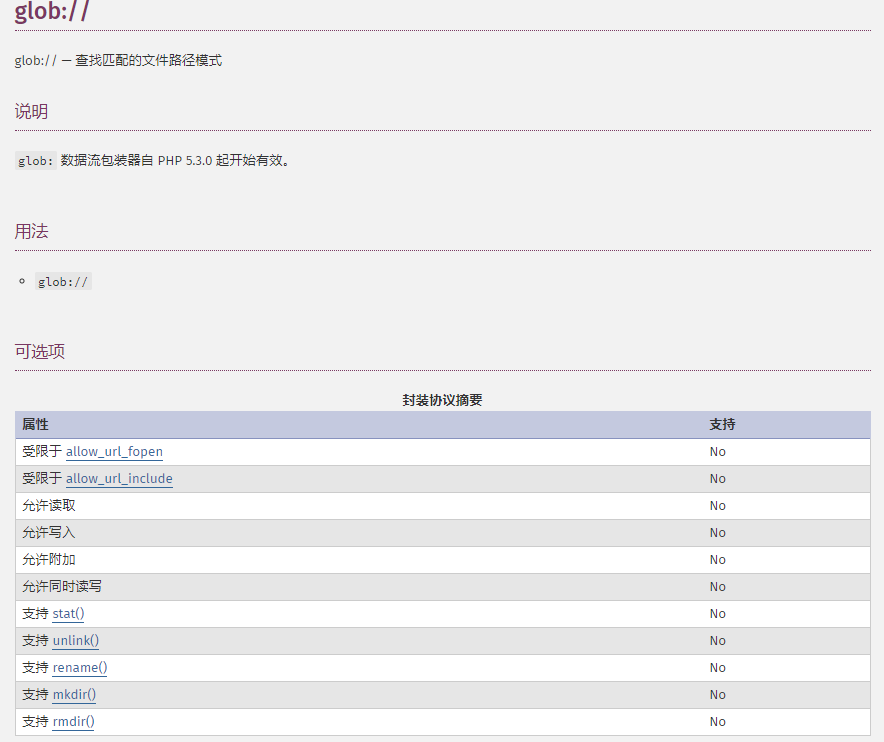 glob://
glob:// — 查找匹配的文件路径模式
说明
glob: 数据流包装器自 PHP 5.3.0 起开始有效。
用法
glob://
可选项
封装协议摘要
属性 支持
受限于 allow_url_fopen No
受限于 allow_url_include No
允许读取 No
允许写入 No
允许附加 No
允许同时读写 No
支持 stat() No
支持 unlink() No
支持 rename() No
支持 mkdir() No
支持 rmdir() No